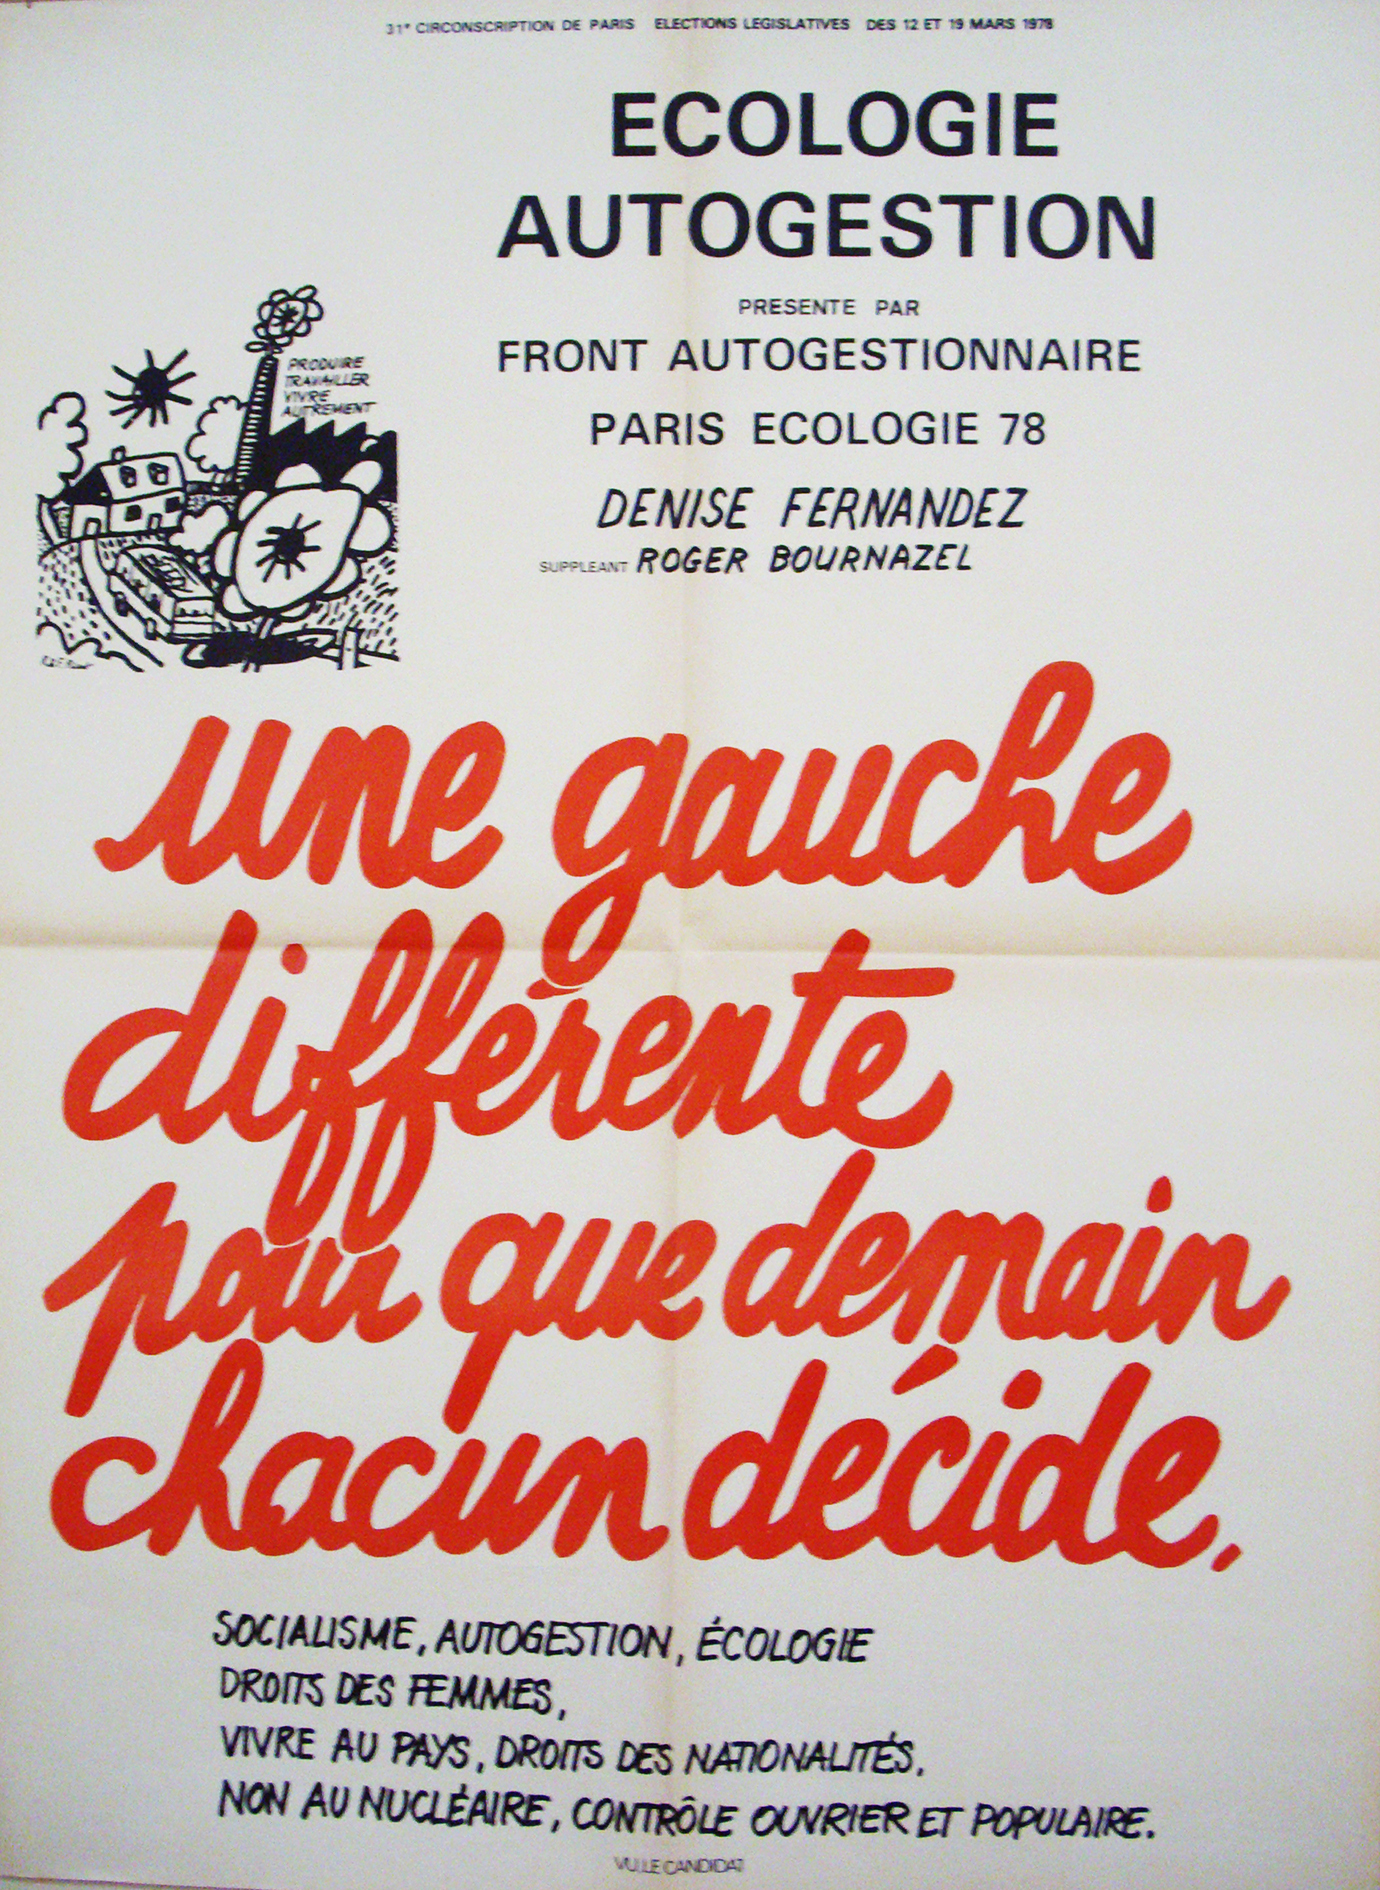 31e CIRCONSCRIPTION DE PARIS ELECTIONS LEGISLATIVES DES 12 ET 19 MARS 1978
ECOLOGIE
AUTOGESTION
PRESENTE PAR
FRONT AUTOGESTIONNAIRE
PARIS ECOLOGIE 78
DENISE FERNANDEZ
SUPPLEANT ROGER BOURNAZEL
PRODUIRE
TRAVAILLER
VIVRE
AUTREMENT
une gauche
différente
pour que demain
chacun décide.
SOCIALISME, AUTOGESTION, ÉCOLOGIE
DROITS DES FEMMES,
VIVRE AU PAYS, DROITS DES NATIONALITÉS,
NON AU NUCLÉAIRE, CONTRÔLE OUVRIER ET POPULAIRE.
VU LE CANDIDAT